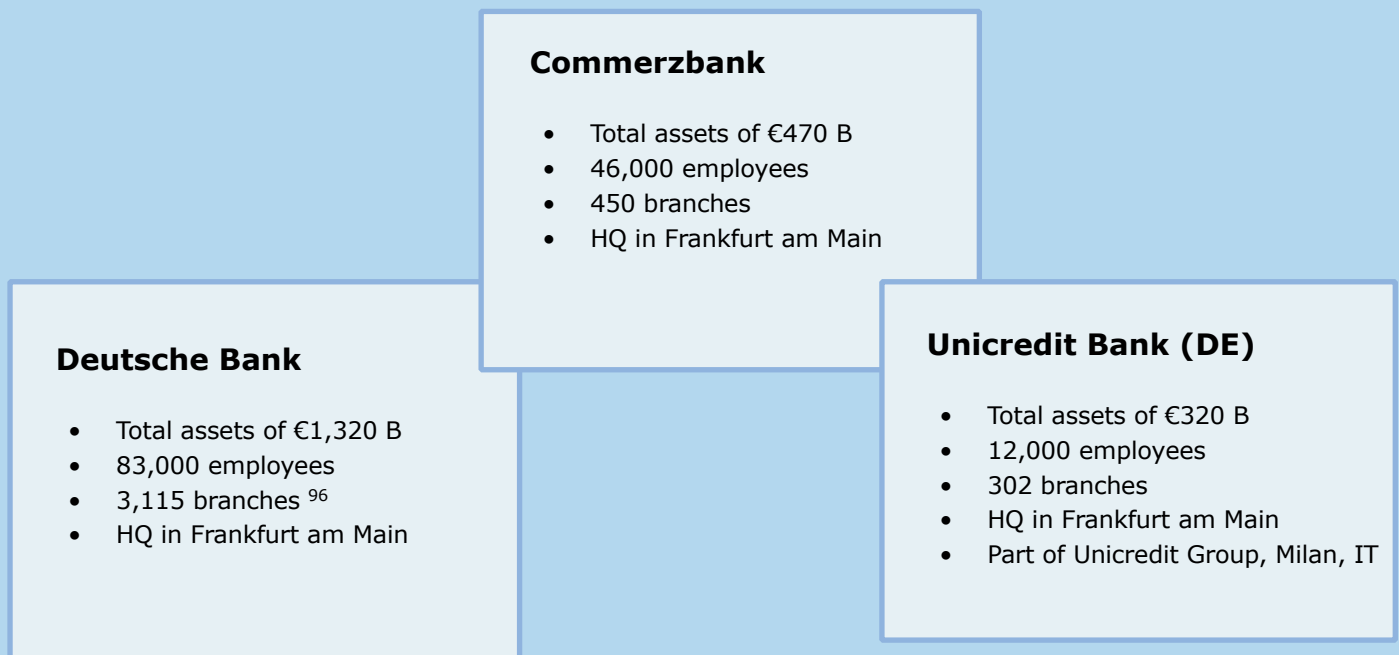 Commerzbank
• Total assets of €470 B
• 46,000 employees
• 450 branches
• HQ in Frankfurt am Main
Deutsche Bank
• Total assets of €1,320 B
• 83,000 employees
• 3,115 branches 96
• HQ in Frankfurt am Main
Unicredit Bank (DE)
• Total assets of €320 B
• 12,000 employees
• 302 branches
• HQ in Frankfurt am Main
• Part of Unicredit Group, Milan, IT